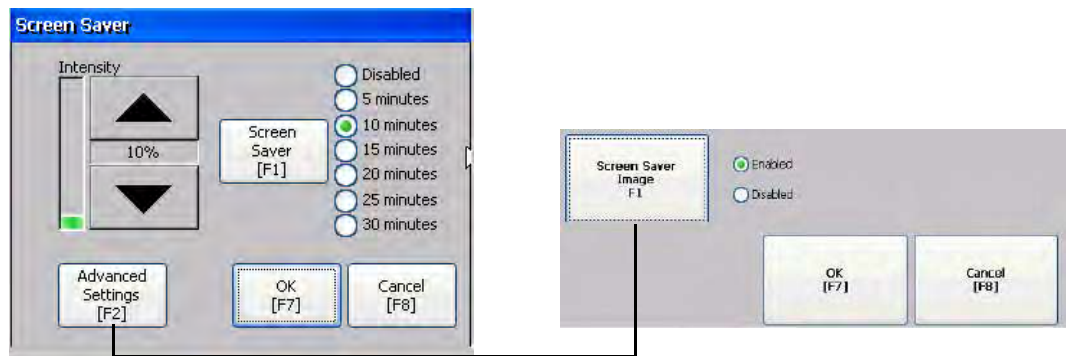 Screen Saver
Intensity
10%
Screen
Saver
[F1]
Disabled
5 minutes
10 minutes
15 minutes
20 minutes
25 minutes
30 minutes
Advanced
Settings
[F2]
OK
[F7]
Cancel
[F8]
Screen Saver
Image
F1
Enabled
Disabled
OK
[F7]
Cancel
[F8]